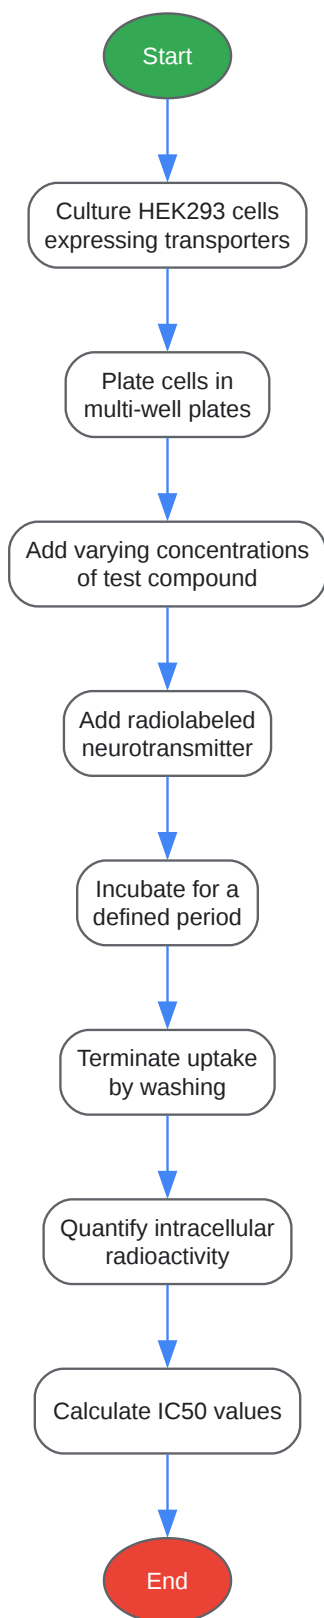 Start
Culture HEK293 cells
expressing transporters
Plate cells in
multi-well plates
Add varying concentrations
of test compound
Add radiolabeled
neurotransmitter
Incubate for a
defined period
Terminate uptake
by washing
Quantify intracellular
radioactivity
Calculate IC50 values
End